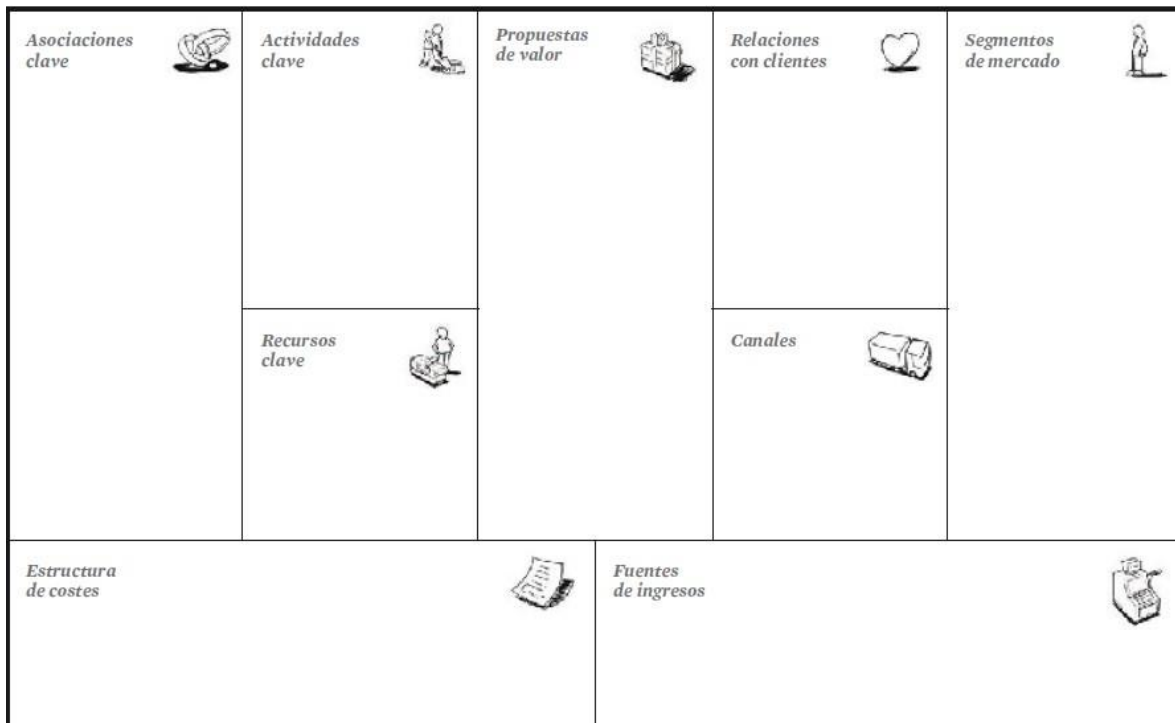 Asociaciones
clave
Actividades
clave
Propuestas
de valor
Relaciones
con clientes
Segmentos
de mercado
Recursos
clave
Canales
Estructura
de costes
Fuentes
de ingresos